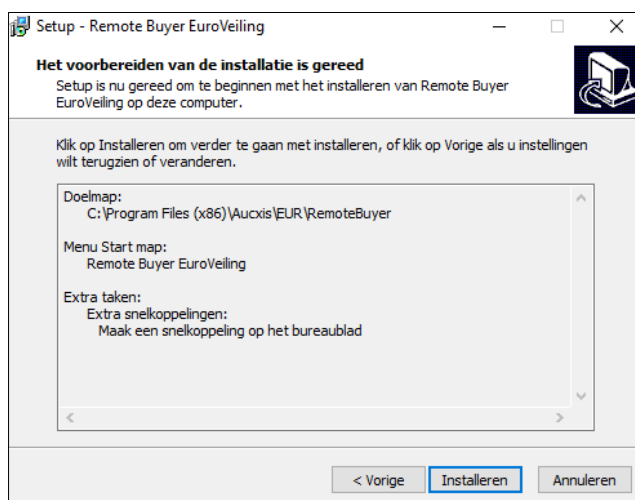 Setup - Remote Buyer EuroVeiling
Het voorbereiden van de installatie is gereed
Setup is nu gereed om te beginnen met het installeren van Remote Buyer
EuroVeiling op deze computer.
Klik op Installeren om verder te gaan met installeren, of klik op Vorige als u instellingen
wilt terugzien of veranderen.
Doelmap:
C:\Program Files (x86)\Aucxis\EUR\RemoteBuyer
Menu Start map:
Remote Buyer EuroVeiling
Extra taken:
Extra snelkoppelingen:
Maak een snelkoppeling op het bureaublad
< Vorige
Installeren
Annuleren